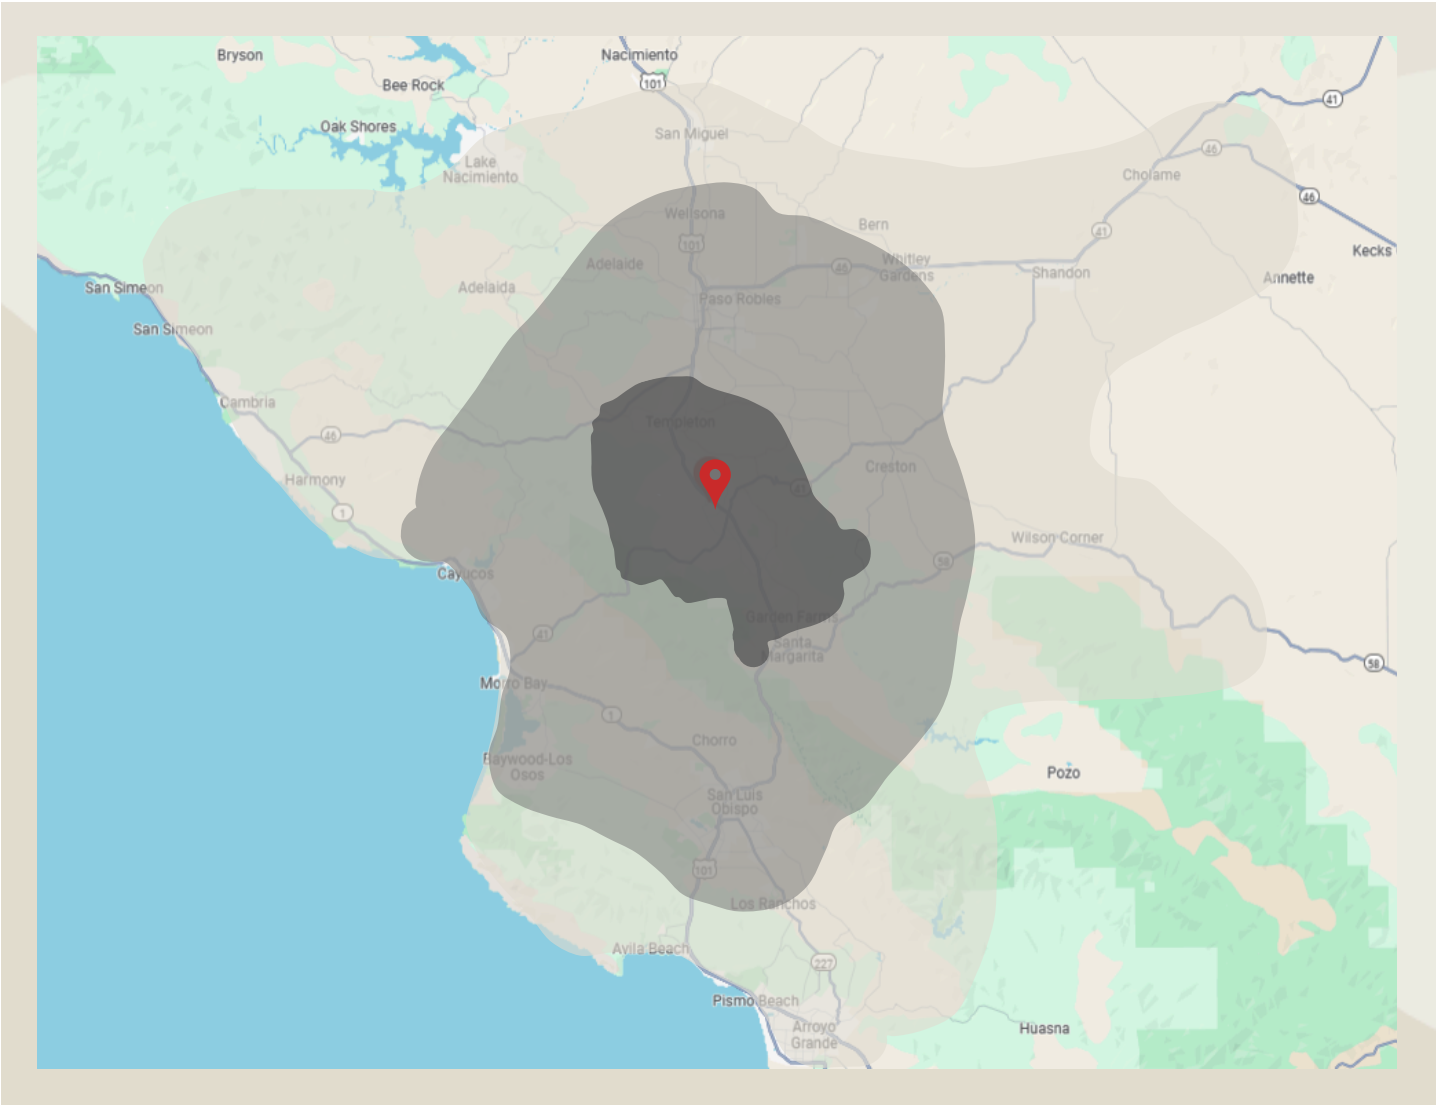 Bryson
Nacimiento
Bee Rock
101
41
Oak Shores
San Miguel
46
Lake
Nacimiento
Cholame
46
Wellsona
Bern
41
101
Kecks
Adelaide
46
Whitley
Gardens
Shandon
Annette
San Simeon
Adelaida
Paso Robles
San Simeon
Cambria
Templeton
46
Creston
Harmony
41
1
Wilson Corner
58
Cayucos
Garden Farms
41
Santa
Margarita
58
Morro Bay
1
Chorro
Baywood-Los
Osos
Pozo
San Luis
Obispo
101
Los Ranchos
Avila Beach
227
Pismo Beach
Arroyo
Grande
Huasna